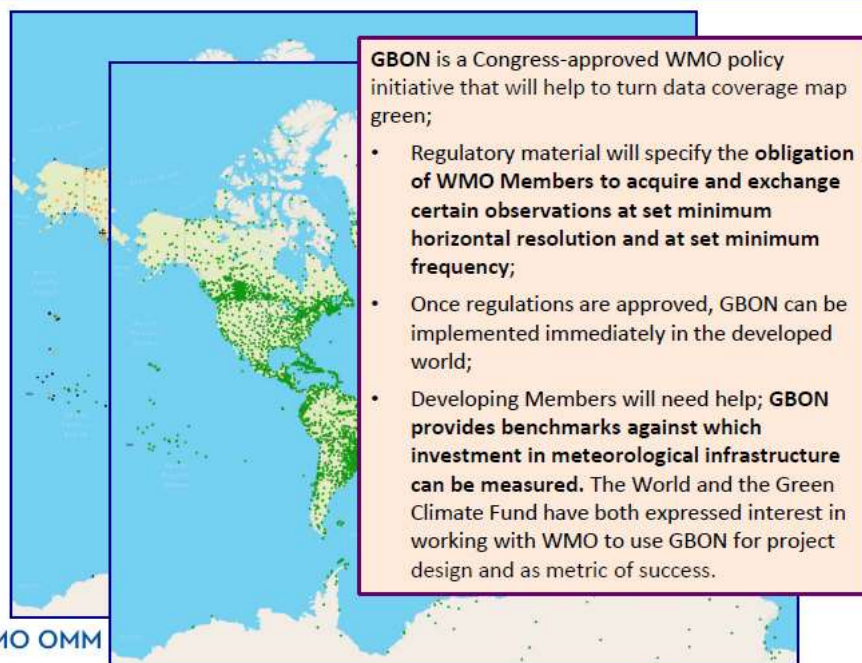 GBON is a Congress-approved WMO policy
initiative that will help to turn data coverage map
green;
• Regulatory material will specify the obligation
of WMO Members to acquire and exchange
certain observations at set minimum
horizontal resolution and at set minimum
frequency;
• Once regulations are approved, GBON can be
implemented immediately in the developed
world;
• Developing Members will need help; GBON
provides benchmarks against which
investment in meteorological infrastructure
can be measured. The World and the Green
Climate Fund have both expressed interest in
working with WMO to use GBON for project
design and as metric of success.
MO OMM